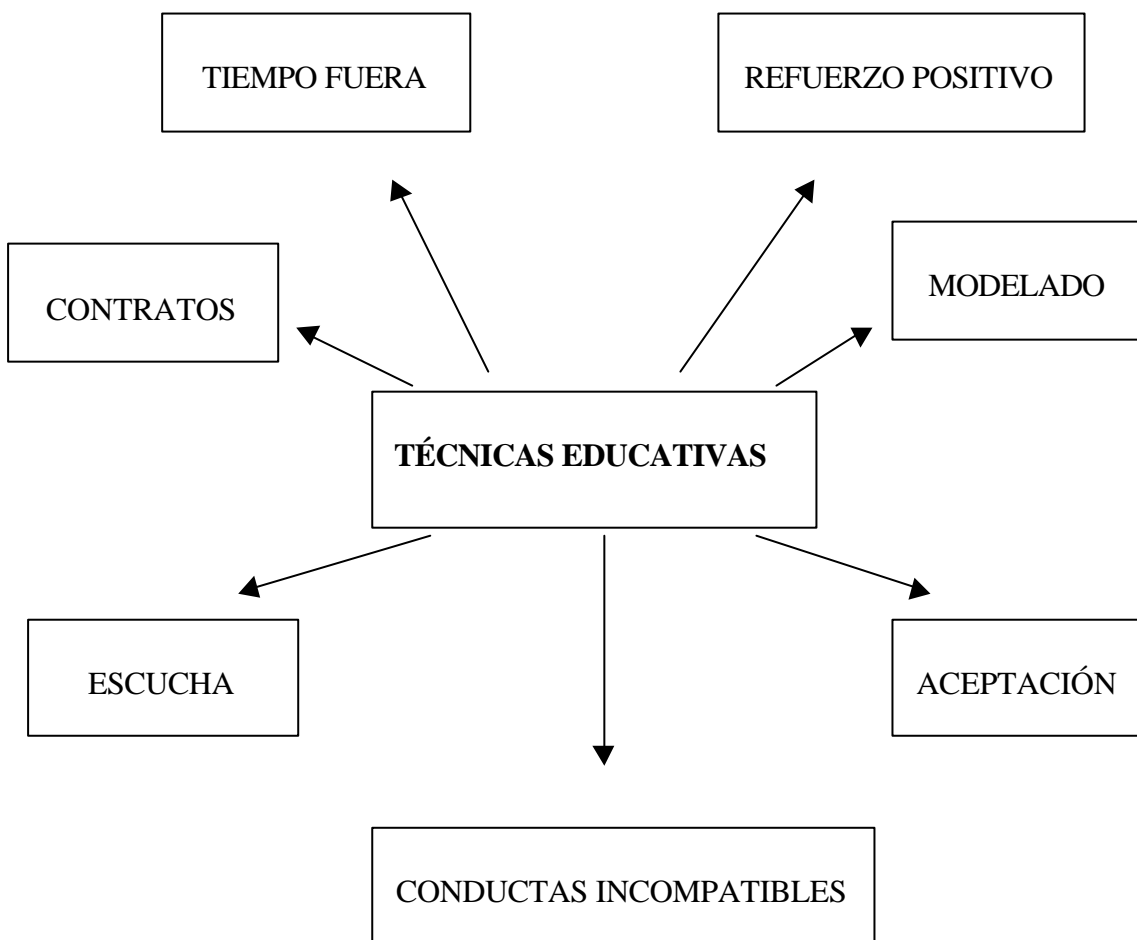 TIEMPO FUERA
REFUERZO POSITIVO
CONTRATOS
MODELADO
TÉCNICAS EDUCATIVAS
ESCUCHA
ACEPTACIÓN
CONDUCTAS INCOMPATIBLES